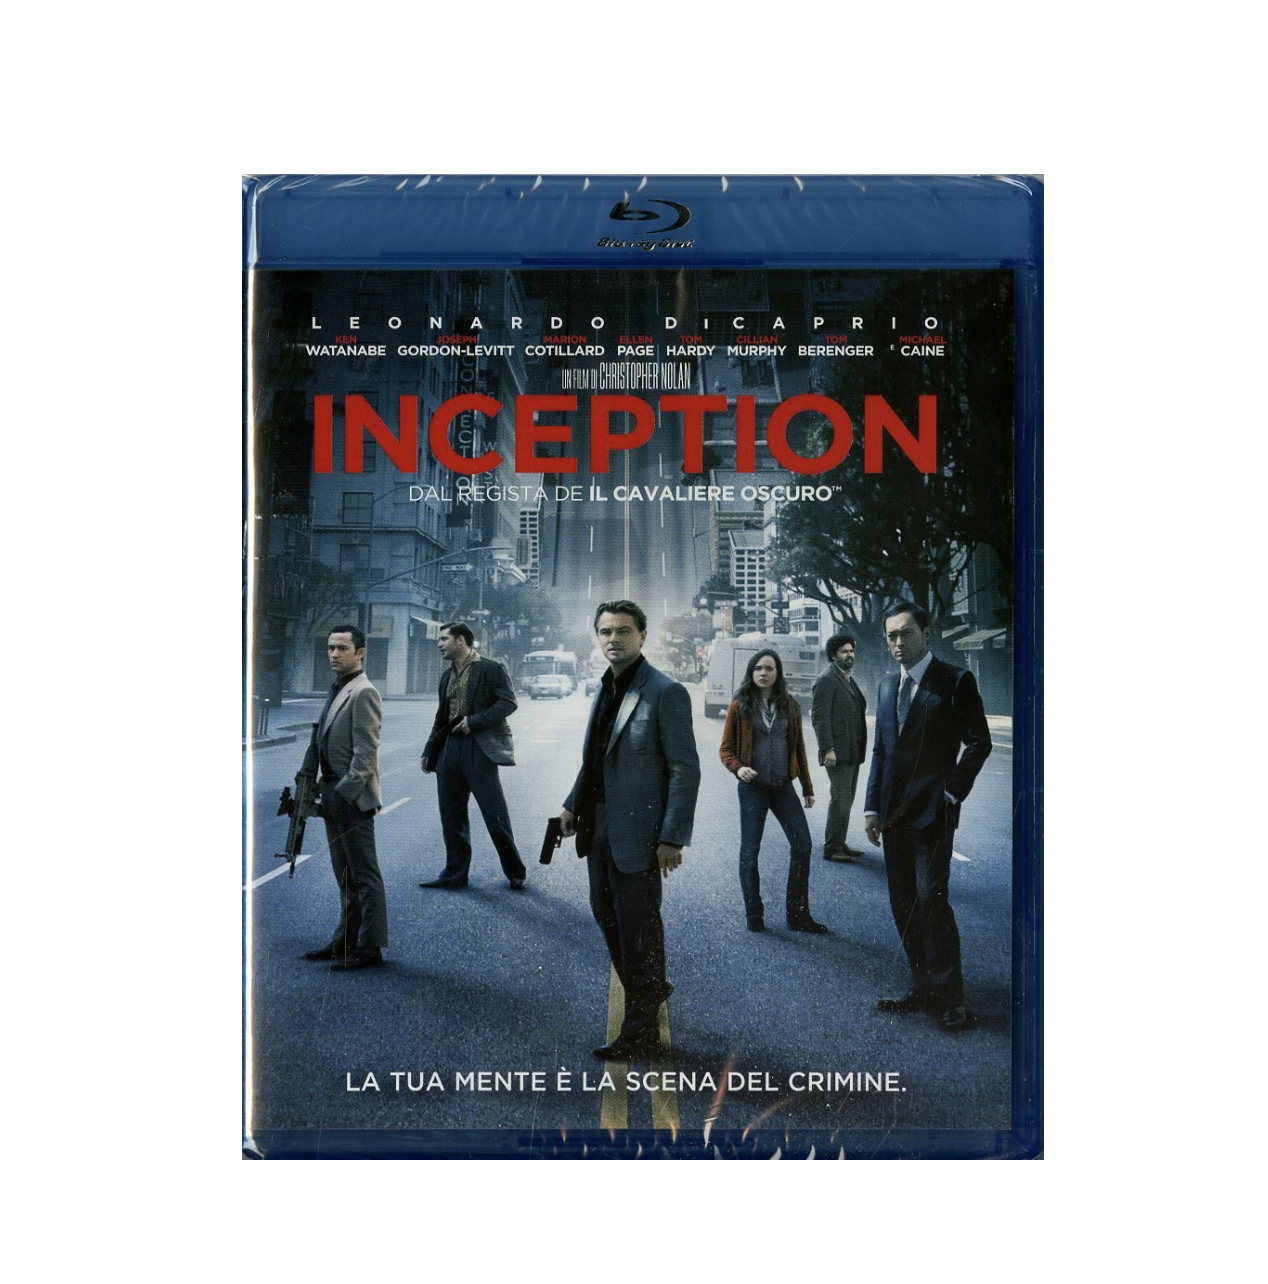 Blu-ray Disc
LEONARDO DiCAPRIO
KEN JOSEPH MARION ELLEN TOM CILLIAN TOM MICHAEL
WATANABE GORDON-LEVITT COTILLARD PAGE HARDY MURPHY BERENGER E CAINE
UN FILM DI CHRISTOPHER NOLAN
INCEPTION
DAL REGISTA DE IL CAVALIERE OSCURO™
LA TUA MENTE È LA SCENA DEL CRIMINE.